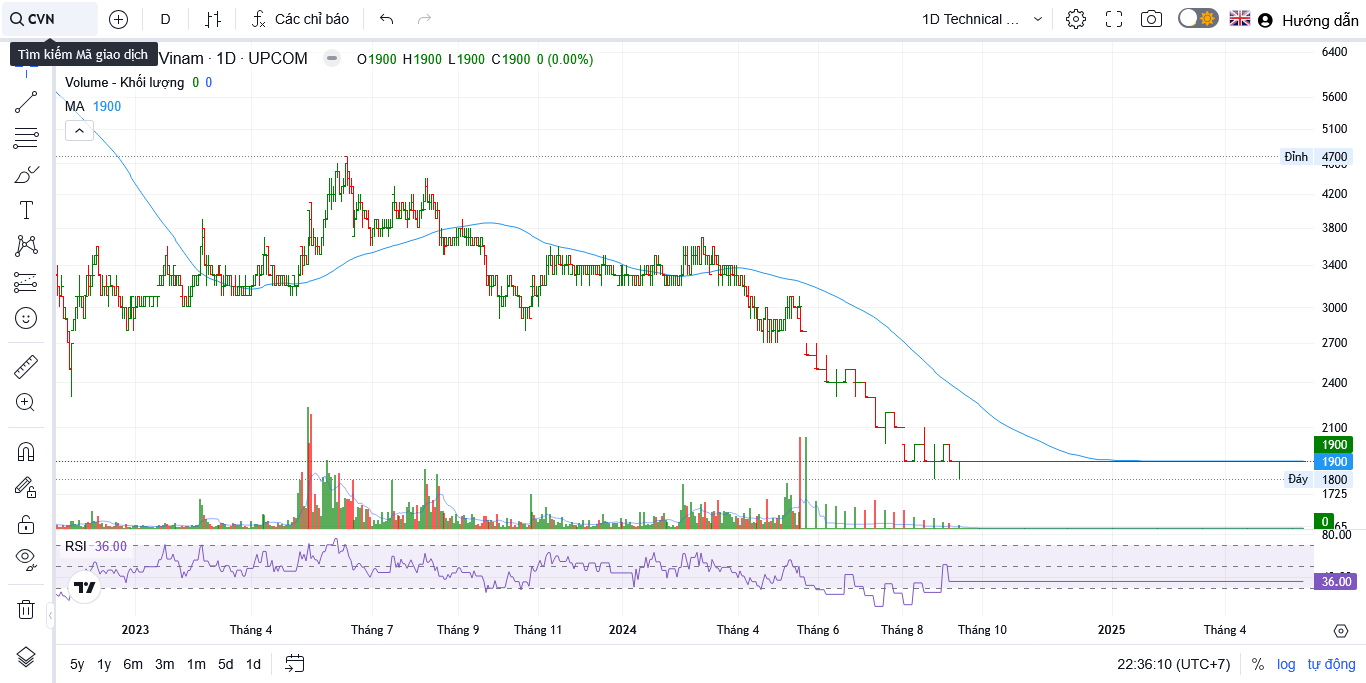 CVN
D
Các chỉ báo
1D Technical ...
Hướng dẫn
Tìm kiếm Mã giao dịch
Vinam · 1D · UPCOM
O1900 H1900 L1900 C1900 0 (0.00%)
Volume - Khối lượng 0 0
MA 1900
6400
5600
5100
Đỉnh 4700
4200
3800
3400
3000
2700
2400
2100
1900
1900
Đáy 1800
1725
0
80.00
RSI 36.00
36.00
2023 Tháng 4 Tháng 7 Tháng 9 Tháng 11 2024 Tháng 4 Tháng 6 Tháng 8 Tháng 10 2025 Tháng 4
5y 1y 6m 3m 1m 5d 1d
22:36:10 (UTC+7) % log tự động